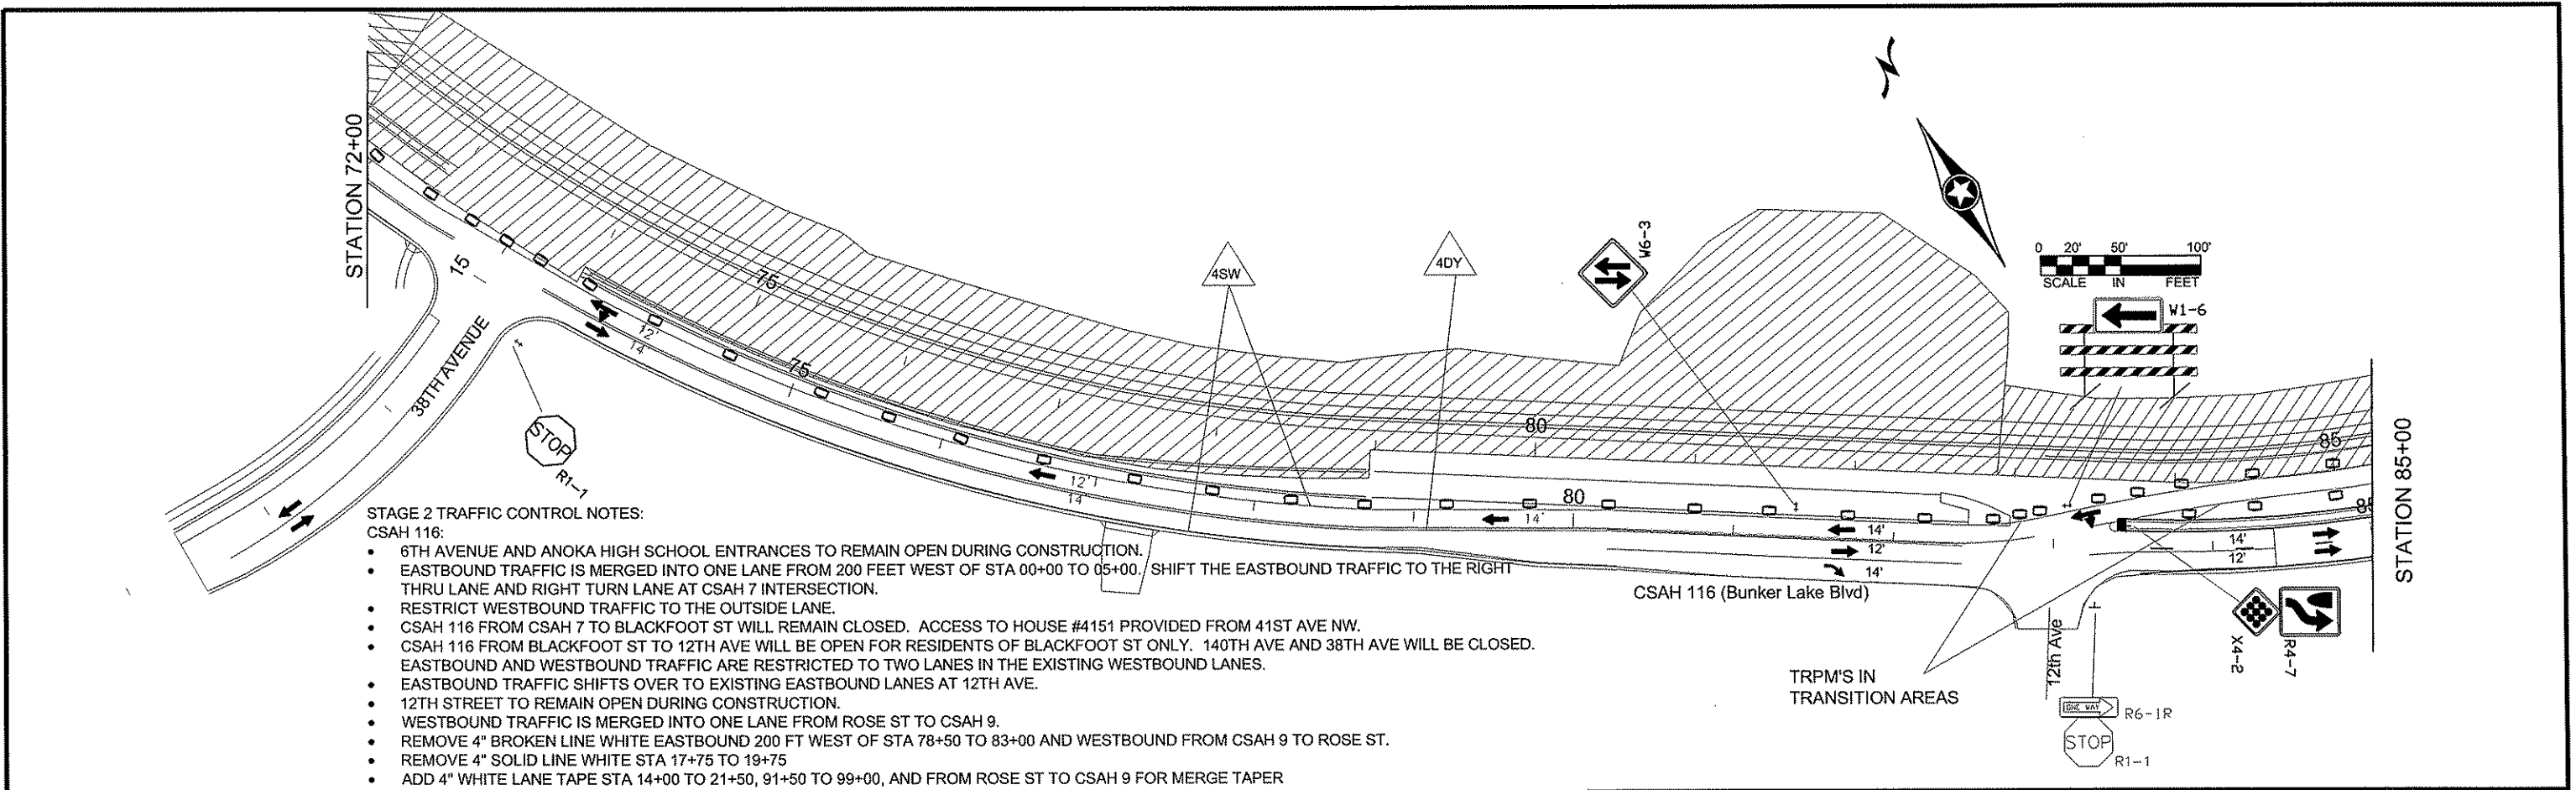 STATION 72+00
15
38TH AVENUE
STOP
R1-1
12'
14
75
75
4SW
4DY
W6-3
0 20' 50' 100'
SCALE IN FEET
W1-6
80
80
85
85
STATION 85+00
12'
14'
14'
14'
12'
14'
14'
12'
CSAH 116 (Bunker Lake Blvd)
TRPM'S IN
TRANSITION AREAS
12th Ave
X4-2
R4-7
ONE WAY
R6-1R
STOP
R1-1
STAGE 2 TRAFFIC CONTROL NOTES:
CSAH 116:
• 6TH AVENUE AND ANOKA HIGH SCHOOL ENTRANCES TO REMAIN OPEN DURING CONSTRUCTION.
• EASTBOUND TRAFFIC IS MERGED INTO ONE LANE FROM 200 FEET WEST OF STA 00+00 TO 05+00. SHIFT THE EASTBOUND TRAFFIC TO THE RIGHT
THRU LANE AND RIGHT TURN LANE AT CSAH 7 INTERSECTION.
• RESTRICT WESTBOUND TRAFFIC TO THE OUTSIDE LANE.
• CSAH 116 FROM CSAH 7 TO BLACKFOOT ST WILL REMAIN CLOSED. ACCESS TO HOUSE #4151 PROVIDED FROM 41ST AVE NW.
• CSAH 116 FROM BLACKFOOT ST TO 12TH AVE WILL BE OPEN FOR RESIDENTS OF BLACKFOOT ST ONLY. 140TH AVE AND 38TH AVE WILL BE CLOSED.
EASTBOUND AND WESTBOUND TRAFFIC ARE RESTRICTED TO TWO LANES IN THE EXISTING WESTBOUND LANES.
• EASTBOUND TRAFFIC SHIFTS OVER TO EXISTING EASTBOUND LANES AT 12TH AVE.
• 12TH STREET TO REMAIN OPEN DURING CONSTRUCTION.
• WESTBOUND TRAFFIC IS MERGED INTO ONE LANE FROM ROSE ST TO CSAH 9.
• REMOVE 4" BROKEN LINE WHITE EASTBOUND 200 FT WEST OF STA 78+50 TO 83+00 AND WESTBOUND FROM CSAH 9 TO ROSE ST.
• REMOVE 4" SOLID LINE WHITE STA 17+75 TO 19+75
• ADD 4" WHITE LANE TAPE STA 14+00 TO 21+50, 91+50 TO 99+00, AND FROM ROSE ST TO CSAH 9 FOR MERGE TAPER